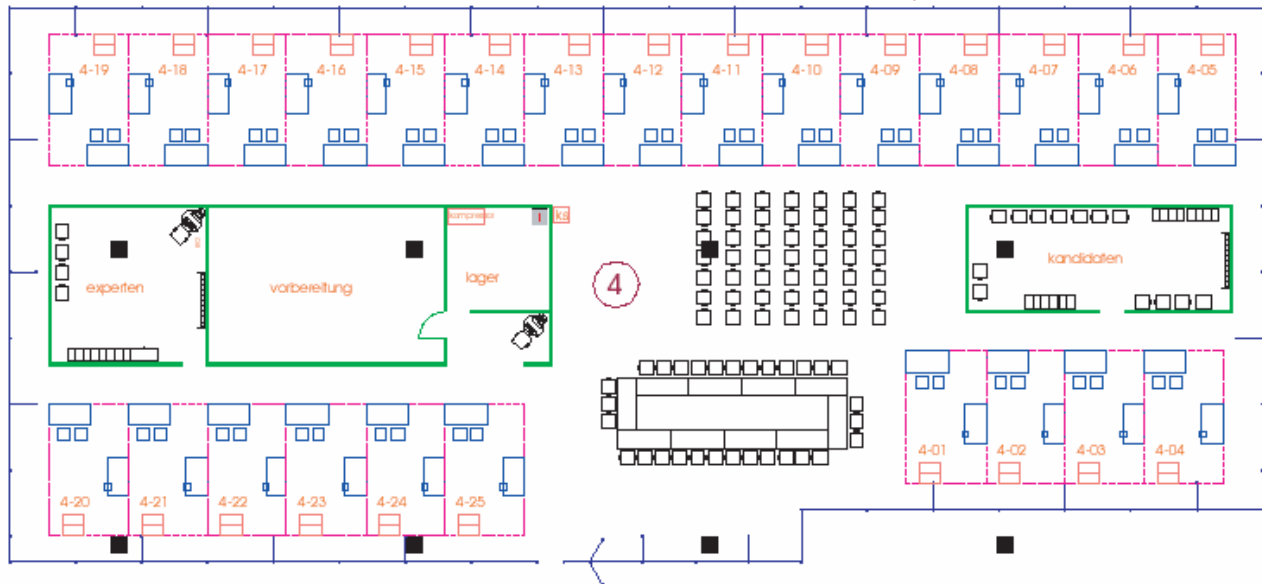 4-19 4-18 4-17 4-16 4-15 4-14 4-13 4-12 4-11 4-10 4-09 4-08 4-07 4-06 4-05
kompressor I ks
experten vorbereitung lager 4 kandidaten
4-01 4-02 4-03 4-04
4-20 4-21 4-22 4-23 4-24 4-25